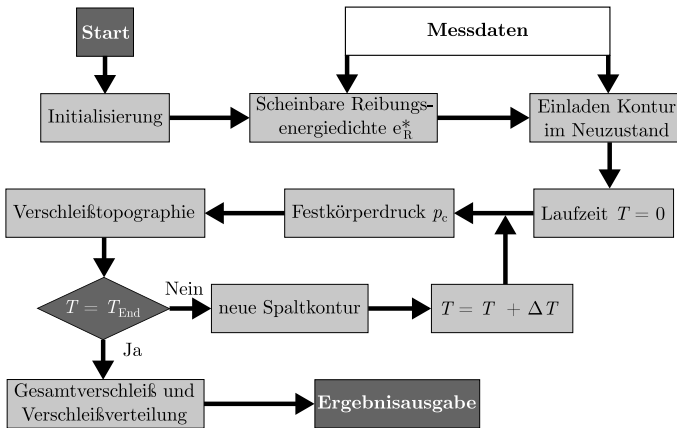 Start
Messdaten
Initialisierung
Scheinbare Reibungs-
energiedichte e*R
Einladen Kontur
im Neuzustand
Verschleißtopographie
Festkörperdruck pc
Laufzeit T = 0
T = TEnd
Nein
neue Spaltkontur
T = T + ΔT
Ja
Gesamtverschleiß und
Verschleißverteilung
Ergebnisausgabe